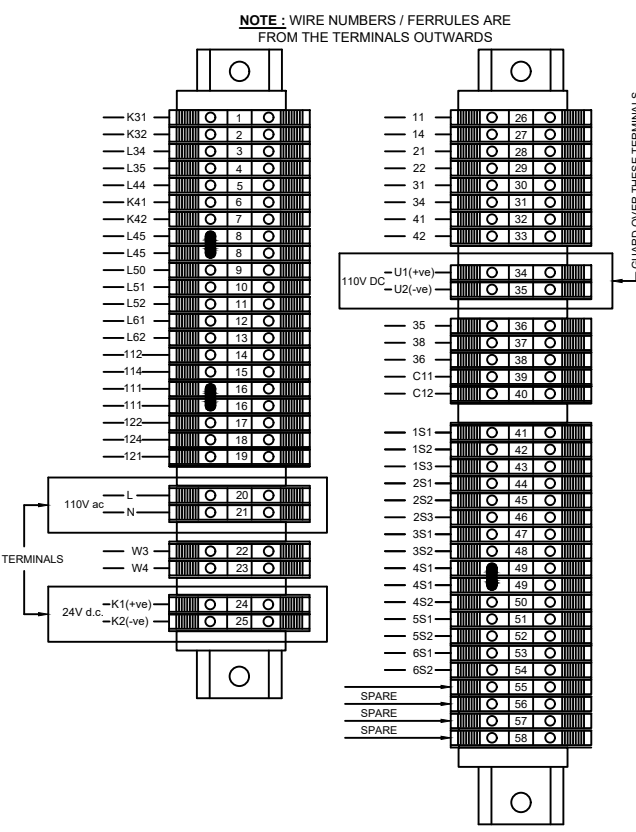 NOTE : WIRE NUMBERS / FERRULES ARE
FROM THE TERMINALS OUTWARDS
K31 1
K32 2
L34 3
L35 4
L44 5
K41 6
K42 7
L45 8
L45 8
L50 9
L51 10
L52 11
L61 12
L62 13
112 14
114 15
111 16
111 16
122 17
124 18
121 19
110V ac
L 20
N 21
TERMINALS
W3 22
W4 23
24V d.c.
K1(+ve) 24
K2(-ve) 25
11 26
14 27
21 28
22 29
31 30
34 31
41 32
42 33
GUARD OVER THESE TERMINALS
110V DC
U1(+ve) 34
U2(-ve) 35
35 36
38 37
36 38
C11 39
C12 40
1S1 41
1S2 42
1S3 43
2S1 44
2S2 45
2S3 46
3S1 47
3S2 48
4S1 49
4S1 49
4S2 50
5S1 51
5S2 52
6S1 53
6S2 54
55
SPARE 56
SPARE 57
SPARE 58